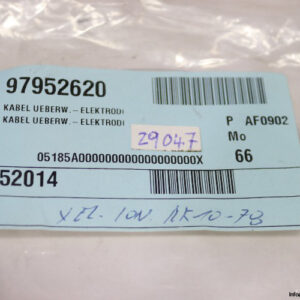 97952620
KABEL UEBERW.-ELEKTRODI
KABEL UEBERW.-ELEKTRODI
P AF0902
Mo
29047
66
05185A000000000000000000X
52014